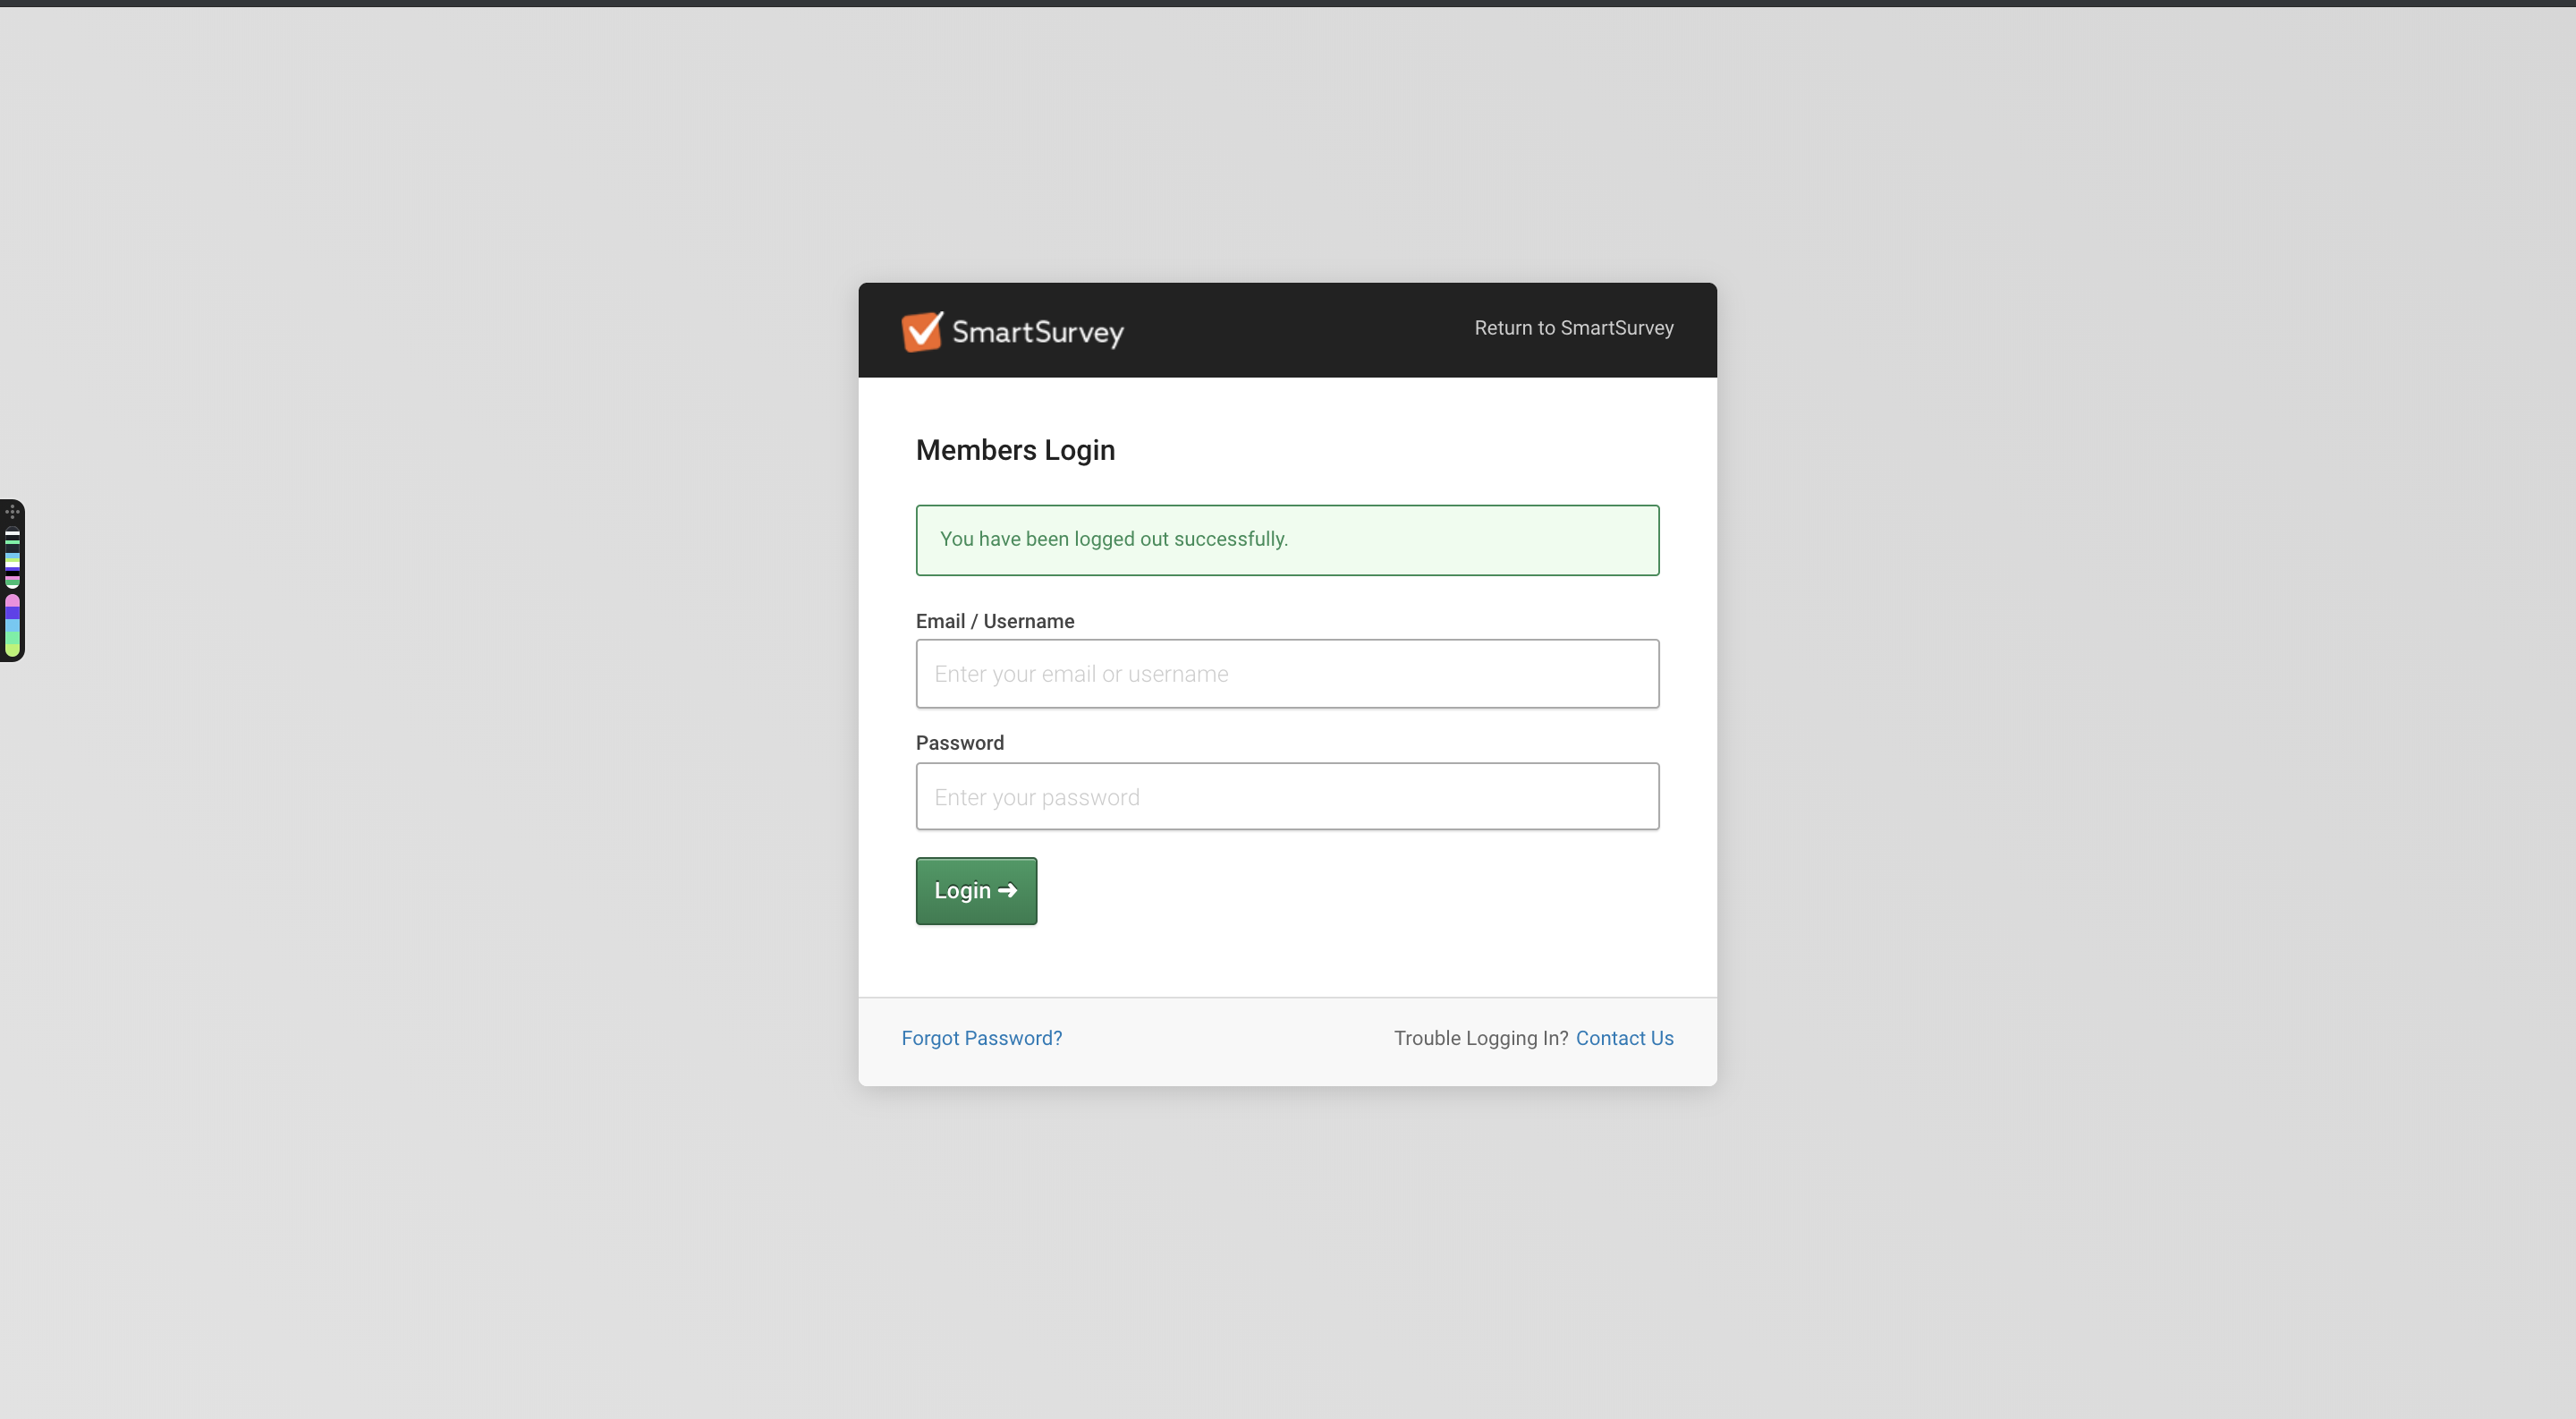 SmartSurvey
Return to SmartSurvey
Members Login
You have been logged out successfully.
Email / Username
Enter your email or username
Password
Enter your password
Login ➔
Forgot Password?
Trouble Logging In? Contact Us